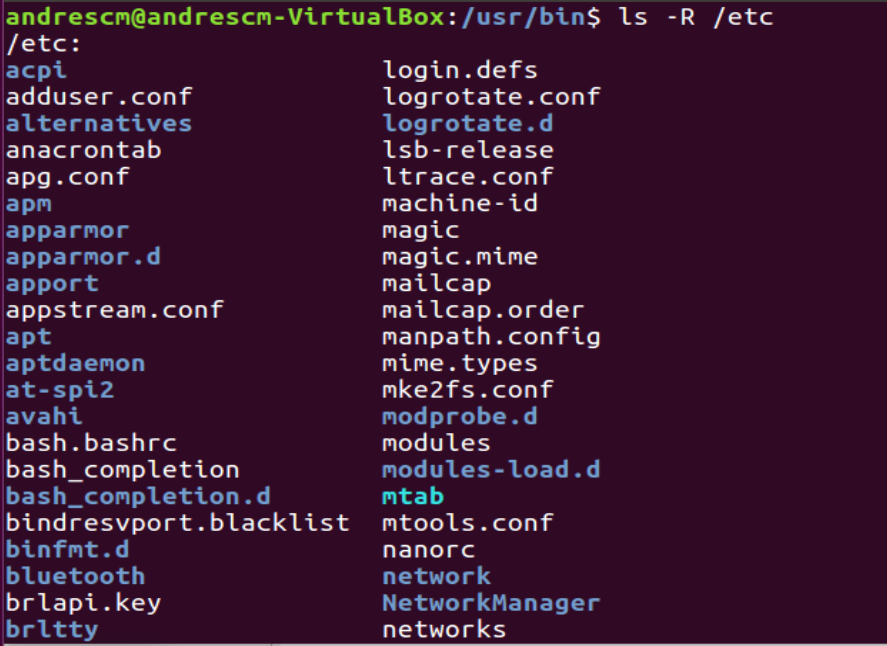 andrescm@andrescm-VirtualBox:/usr/bin$ ls -R /etc
/etc:
acpi login.defs
adduser.conf logrotate.conf
alternatives logrotate.d
anacrontab lsb-release
apg.conf ltrace.conf
apm machine-id
apparmor magic
apparmor.d magic.mime
apport mailcap
appstream.conf mailcap.order
apt manpath.config
aptdaemon mime.types
at-spi2 mke2fs.conf
avahi modprobe.d
bash.bashrc modules
bash_completion modules-load.d
bash_completion.d mtab
bindresvport.blacklist mtools.conf
binfmt.d nanorc
bluetooth network
brlapi.key NetworkManager
brltty networks